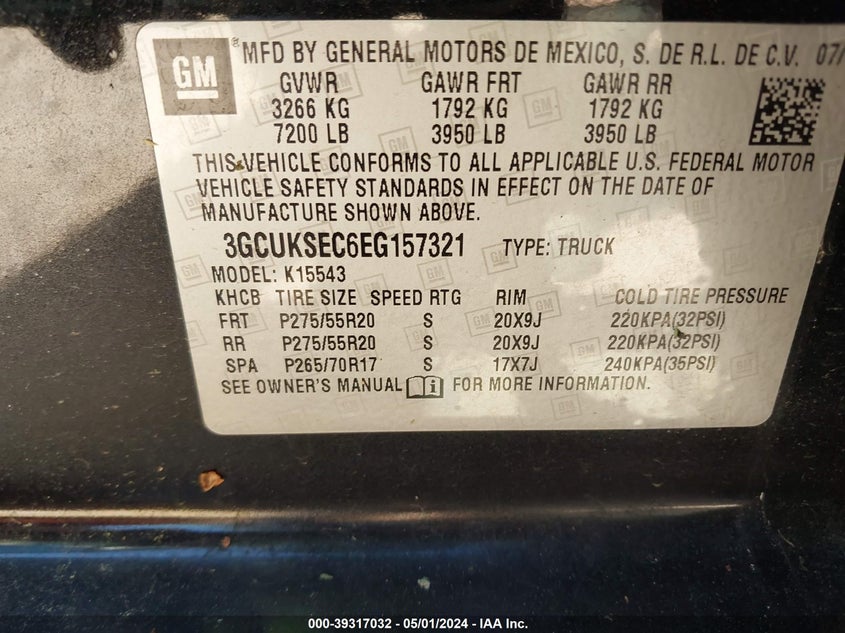 GM® MFD BY GENERAL MOTORS DE MEXICO, S. DE R.L. DE C.V. 07/
GVWR GAWR FRT GAWR RR
3266 KG 1792 KG 1792 KG
7200 LB 3950 LB 3950 LB
THIS VEHICLE CONFORMS TO ALL APPLICABLE U.S. FEDERAL MOTOR
VEHICLE SAFETY STANDARDS IN EFFECT ON THE DATE OF
MANUFACTURE SHOWN ABOVE.
3GCUKSEC6EG157321 TYPE: TRUCK
MODEL: K15543
KHCB TIRE SIZE SPEED RTG RIM COLD TIRE PRESSURE
FRT P275/55R20 S 20X9J 220KPA(32PSI)
RR P275/55R20 S 20X9J 220KPA(32PSI)
SPA P265/70R17 S 17X7J 240KPA(35PSI)
SEE OWNER'S MANUAL FOR MORE INFORMATION.
000-39317032 - 05/01/2024 - IAA Inc.